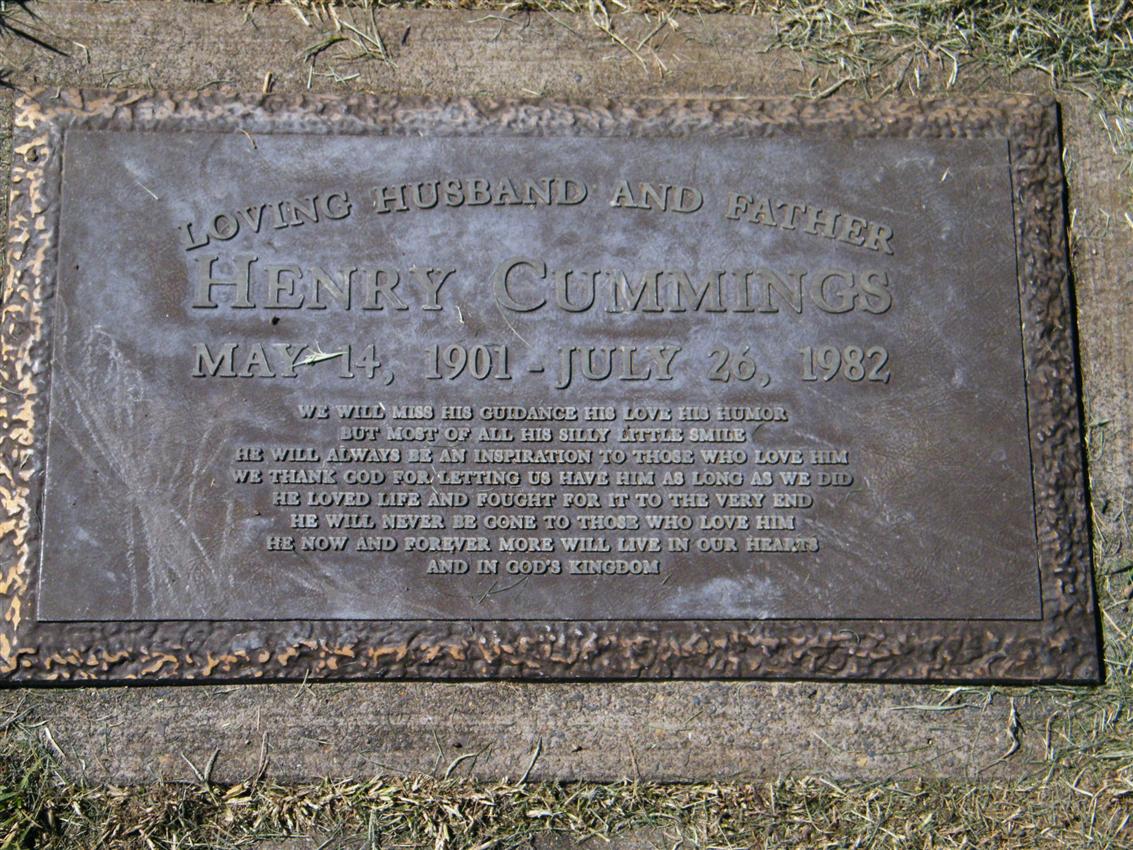 LOVING HUSBAND AND FATHER
HENRY CUMMINGS
MAY 14, 1901 - JULY 26, 1982
WE WILL MISS HIS GUIDANCE HIS LOVE HIS HUMOR
BUT MOST OF ALL HIS SILLY LITTLE SMILE
HE WILL ALWAYS BE AN INSPIRATION TO THOSE WHO LOVE HIM
WE THANK GOD FOR LETTING US HAVE HIM AS LONG AS WE DID
HE LOVED LIFE AND FOUGHT FOR IT TO THE VERY END
HE WILL NEVER BE GONE TO THOSE WHO LOVE HIM
HE NOW AND FOREVER MORE WILL LIVE IN OUR HEARTS
AND IN GOD'S KINGDOM